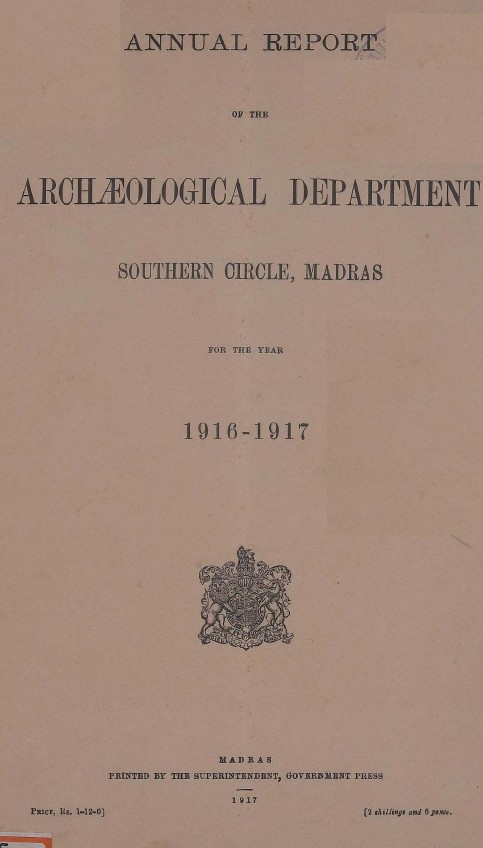 ANNUAL REPORT
OF THE
ARCHÆOLOGICAL DEPARTMENT
SOUTHERN CIRCLE, MADRAS
FOR THE YEAR
1916-1917
MADRAS
PRINTED BY THE SUPERINTENDENT, GOVERNMENT PRESS
1917
PRICE, Rs. 1-12-0]
[2 shillings and 6 pence.